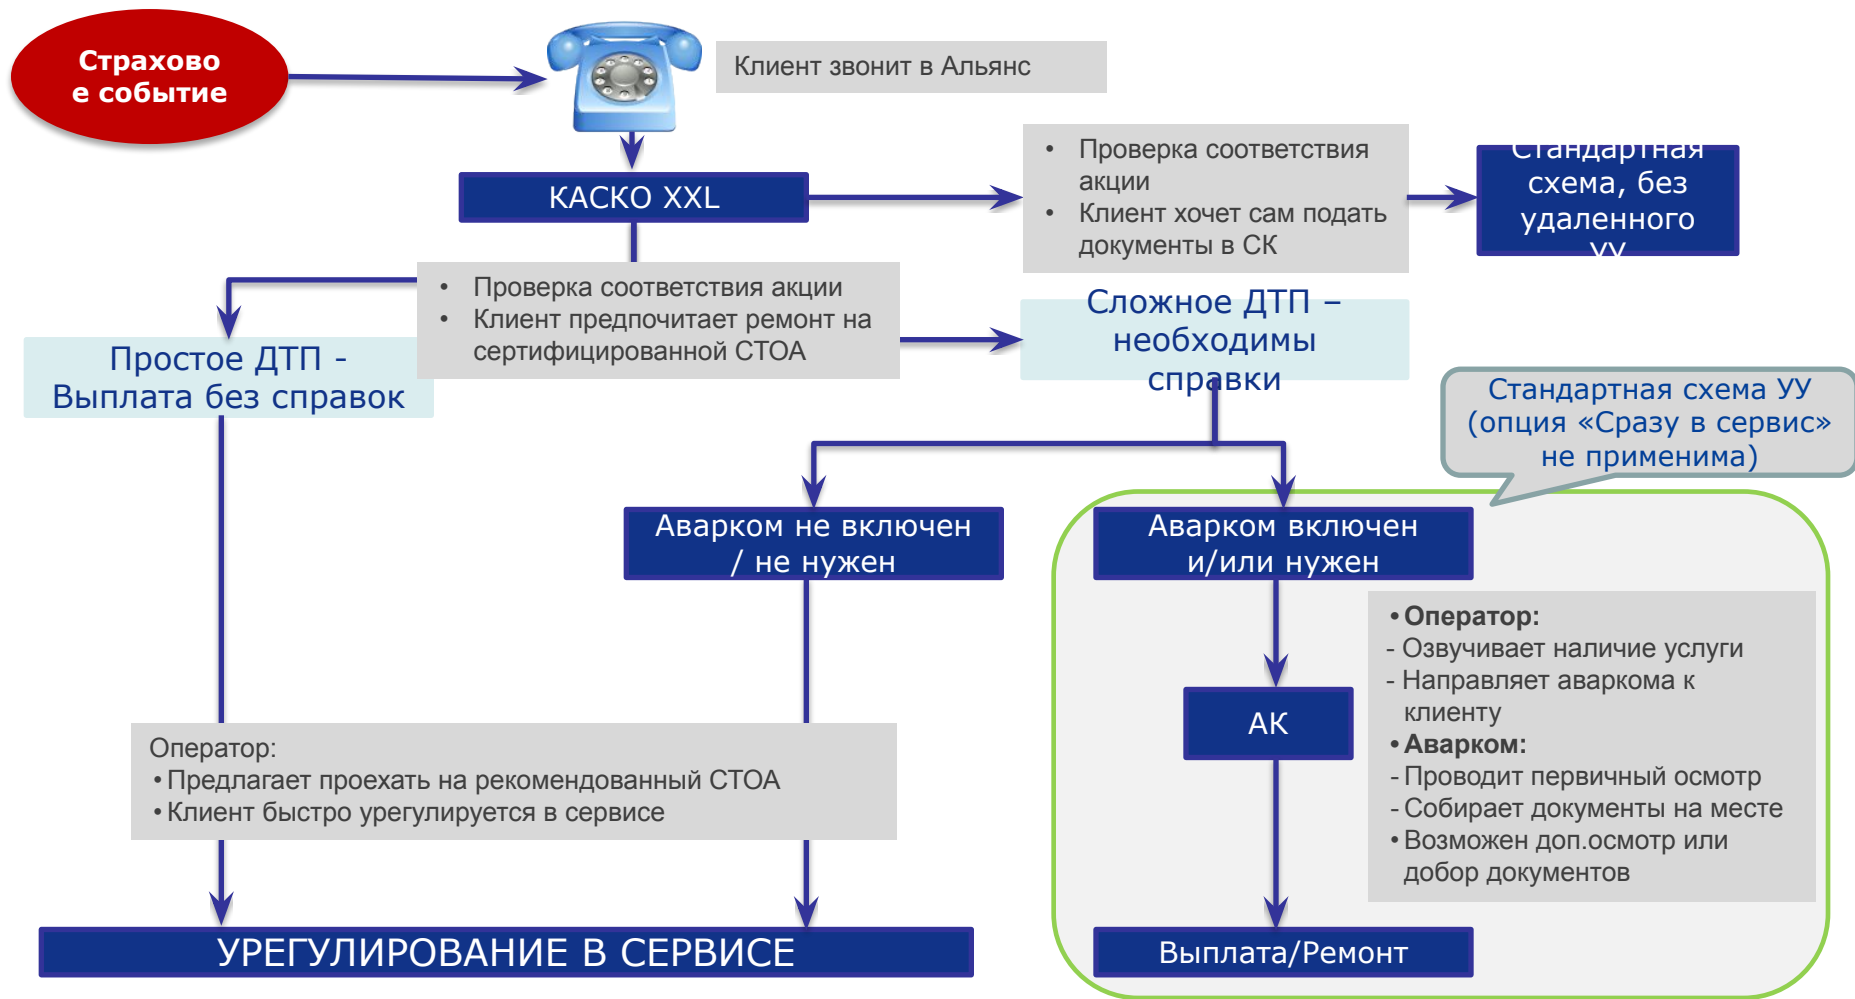 Страхово
е событие
Клиент звонит в Альянс
КАСКО XXL
• Проверка соответствия
акции
• Клиент хочет сам подать
документы в СК
Стандартная
схема, без
удаленного
УУ
• Проверка соответствия акции
• Клиент предпочитает ремонт на
сертифицированной СТОА
Сложное ДТП –
необходимы
справки
Простое ДТП -
Выплата без справок
Стандартная схема УУ
(опция «Сразу в сервис»
не применима)
Аварком не включен
/ не нужен
Аварком включен
и/или нужен
• Оператор:
- Озвучивает наличие услуги
- Направляет аваркома к
клиенту
• Аварком:
- Проводит первичный осмотр
- Собирает документы на месте
• Возможен доп.осмотр или
добор документов
АК
Оператор:
• Предлагает проехать на рекомендованный СТОА
• Клиент быстро урегулируется в сервисе
УРЕГУЛИРОВАНИЕ В СЕРВИСЕ
Выплата/Ремонт